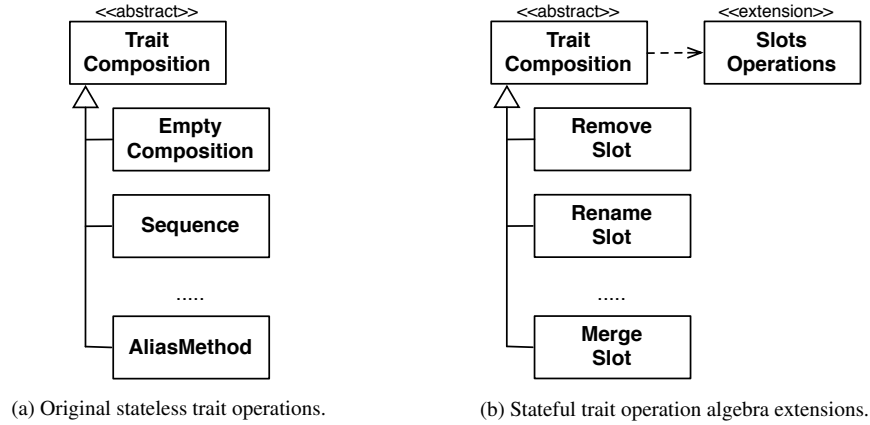 <<abstract>>
Trait
Composition
Empty
Composition
Sequence
.....
AliasMethod
(a) Original stateless trait operations.
<<abstract>>
Trait
Composition
<<extension>>
Slots
Operations
Remove
Slot
Rename
Slot
.....
Merge
Slot
(b) Stateful trait operation algebra extensions.